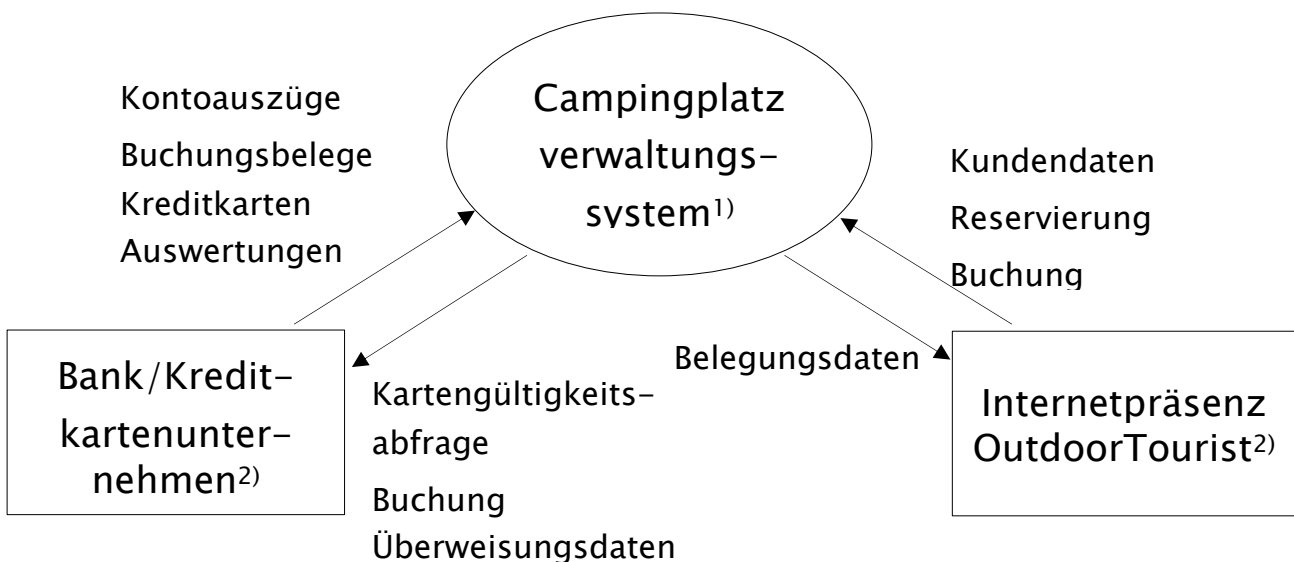 Kontoauszüge
Buchungsbelege
Kreditkarten
Auswertungen
Campingplatz
verwaltungs-
system1)
Kundendaten
Reservierung
Buchung
Bank/Kredit-
kartenunter-
nehmen2)
Kartengültigkeits-
abfrage
Buchung
Überweisungsdaten
Belegungsdaten
Internetpräsenz
OutdoorTourist2)